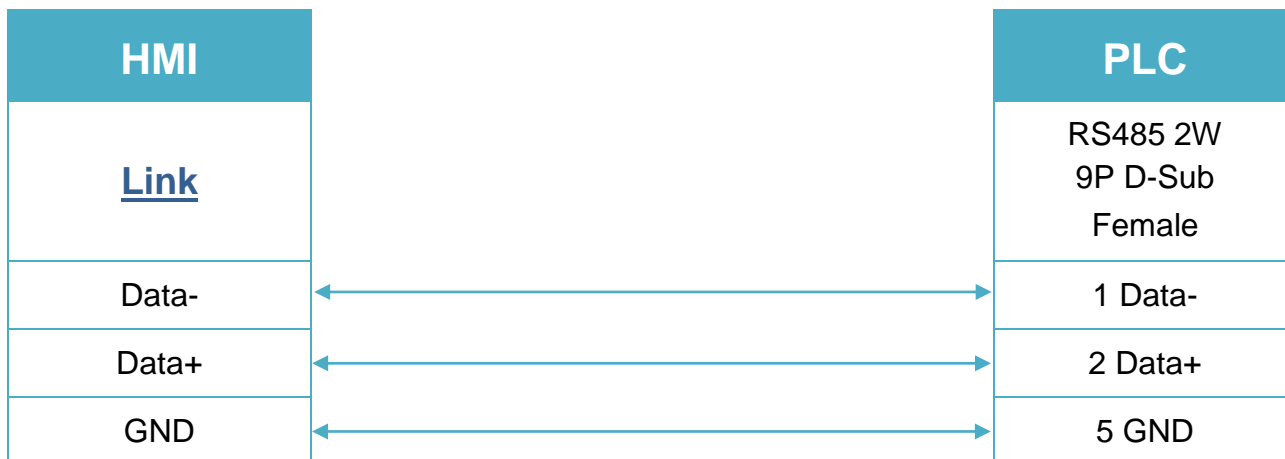 HMI
PLC
Link
RS485 2W
9P D-Sub
Female
Data-
1 Data-
Data+
2 Data+
GND
5 GND